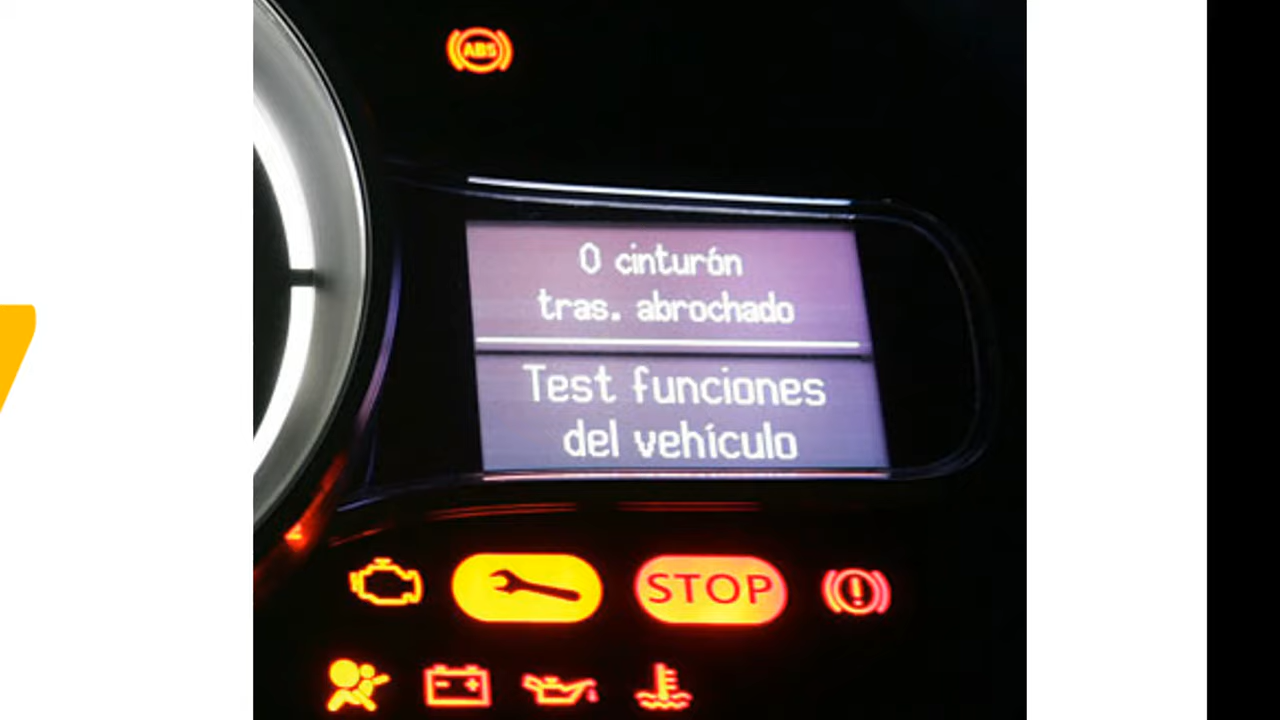 ABS
0 cinturón
tras. abrochado
Test funciones
del vehículo
STOP